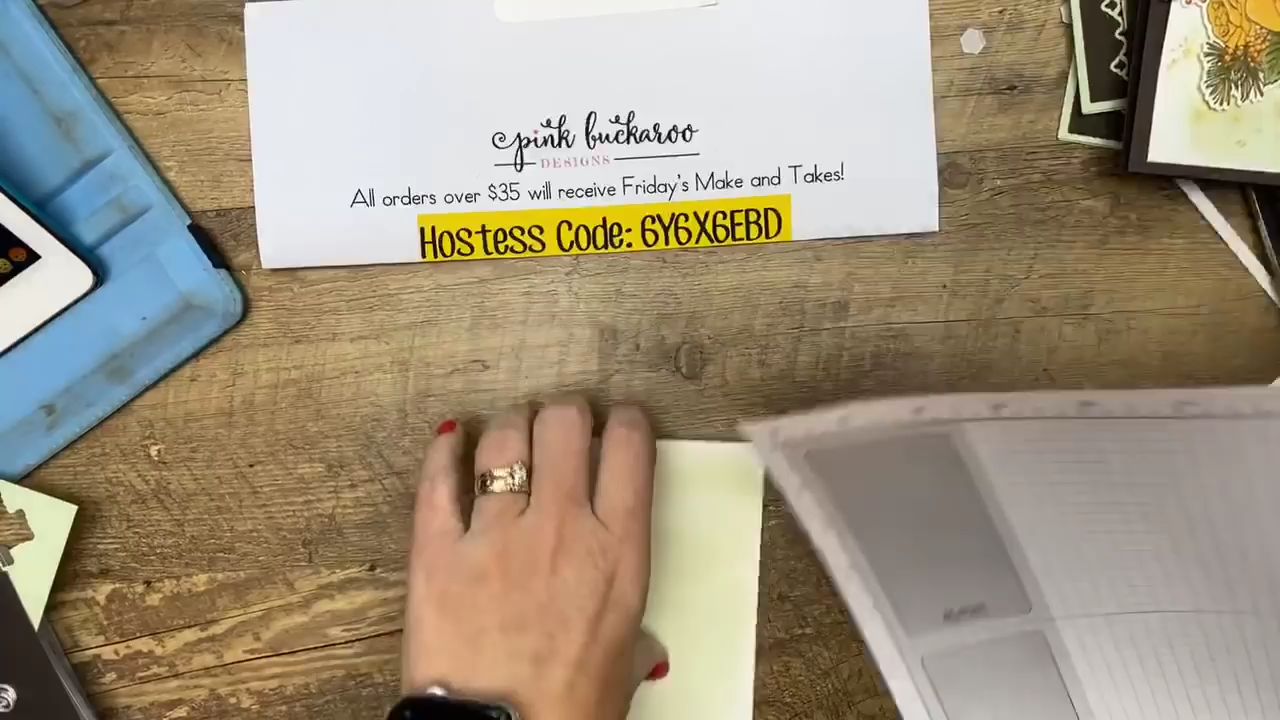 pink buckaroo
DESIGNS
All orders over $35 will receive Friday's Make and Takes!
Hostess Code: 6Y6X6EBD